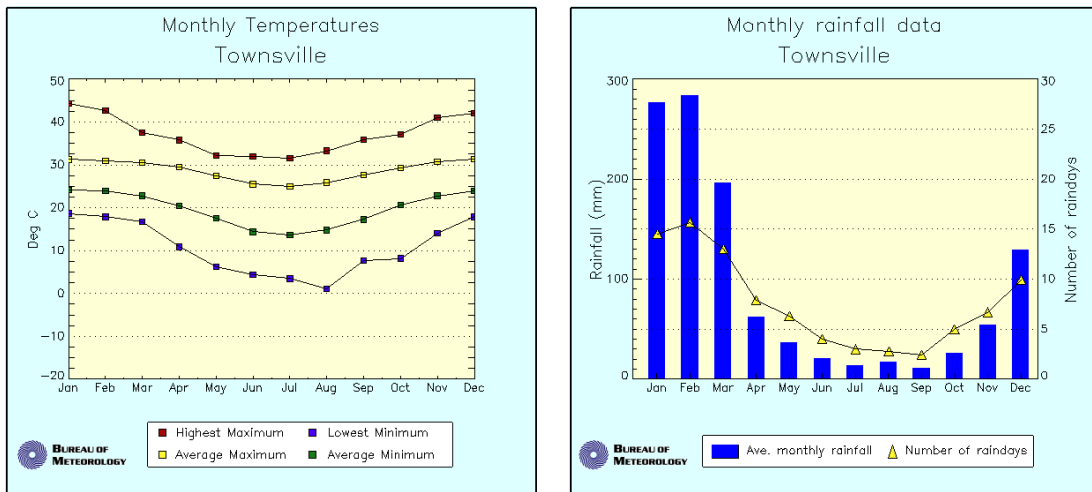 Monthly Temperatures
Townsville
50
40
30
20
10
0
−10
−20
Deg C
Jan Feb Mar Apr May Jun Jul Aug Sep Oct Nov Dec
Highest Maximum Lowest Minimum
Average Maximum Average Minimum
BUREAU OF
METEOROLOGY
Monthly rainfall data
Townsville
300
200
100
0
Rainfall (mm)
30
25
20
15
10
5
0
Number of raindays
Jan Feb Mar Apr May Jun Jul Aug Sep Oct Nov Dec
Ave. monthly rainfall Number of raindays
BUREAU OF
METEOROLOGY